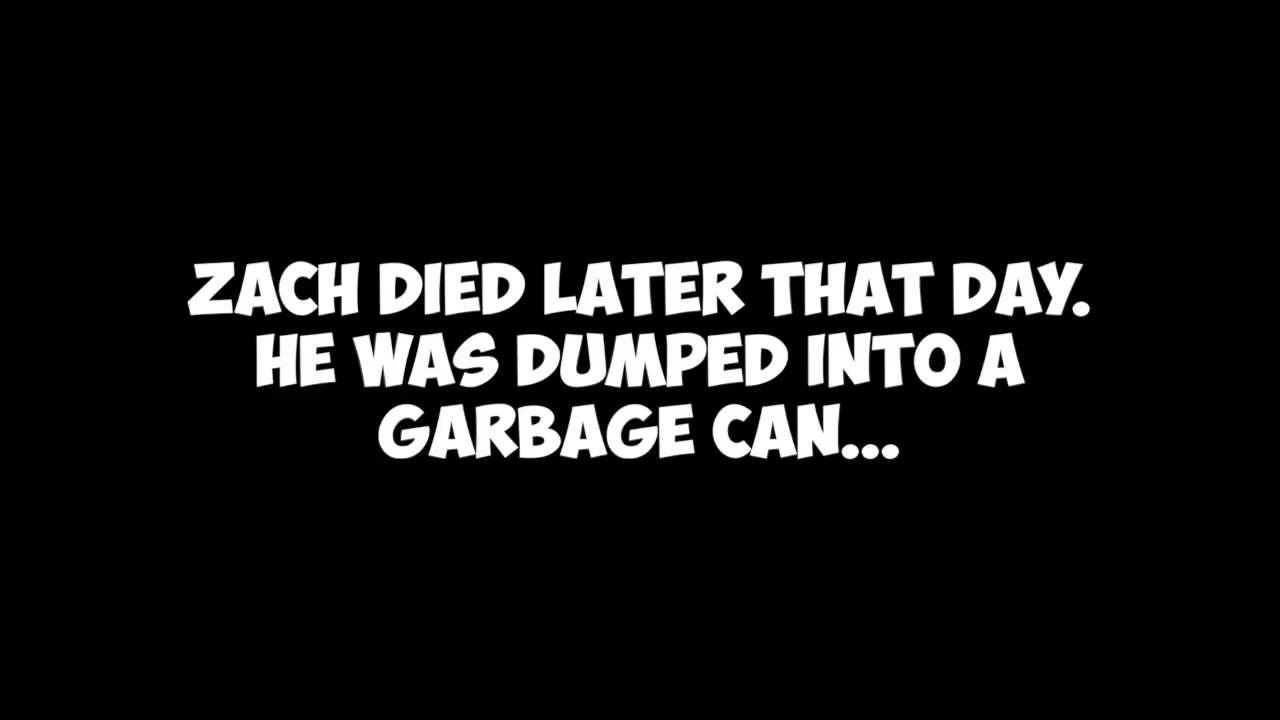 ZACH DIED LATER THAT DAY.
HE WAS DUMPED INTO A
GARBAGE CAN...